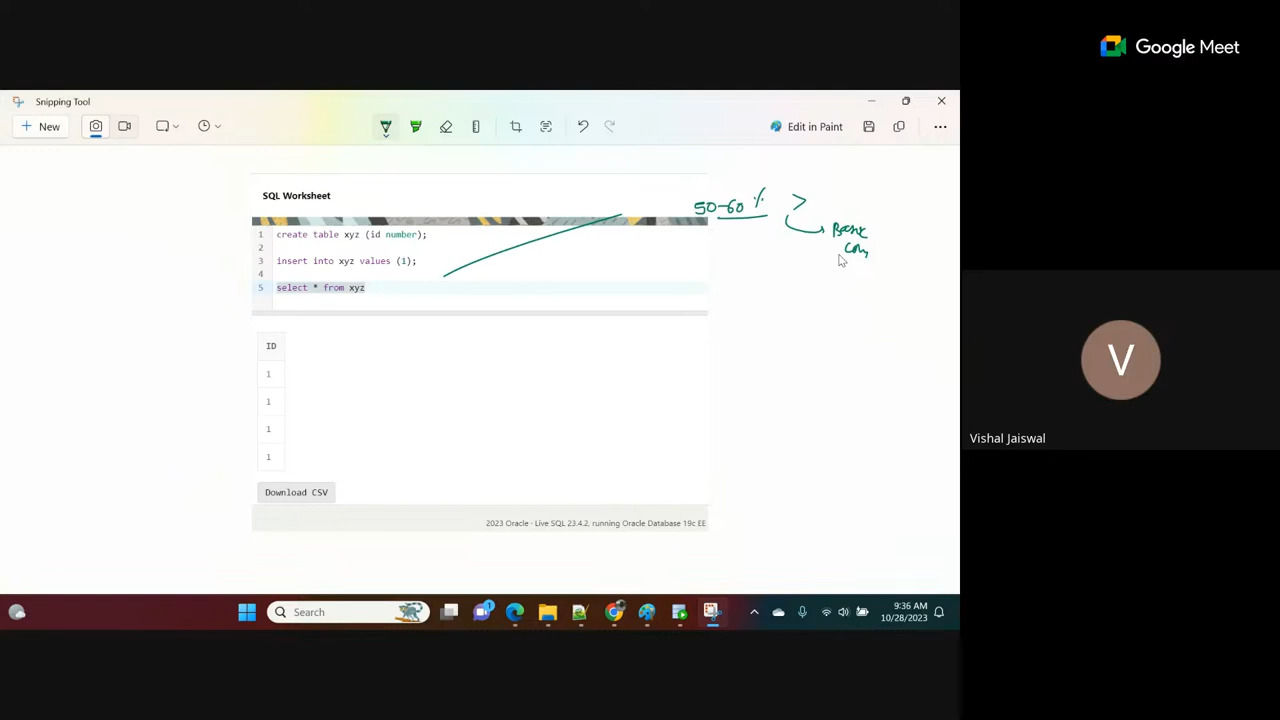 Google Meet
Snipping Tool
New
Edit in Paint
SQL Worksheet
50-60 %
>
1 create table xyz (id number);
2
3 insert into xyz values (1);
4
5 select * from xyz
ID
1
1
1
1
Download CSV
2023 Oracle · Live SQL 23.4.2, running Oracle Database 19c EE
V
Vishal Jaiswal
Search
1
9:36 AM
10/28/2023